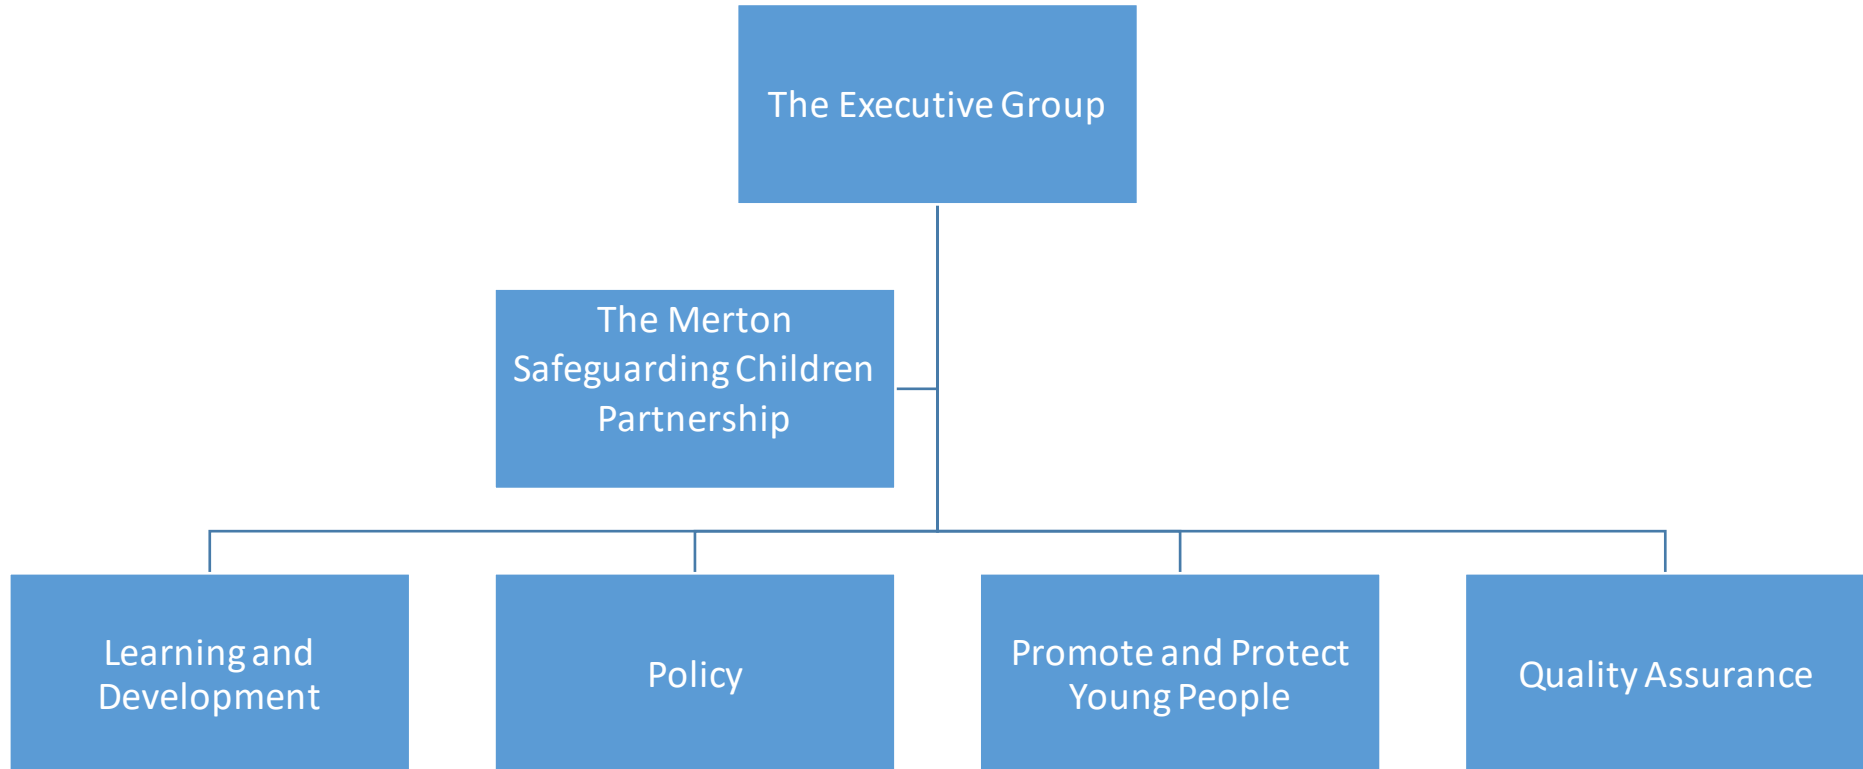 The Executive Group
The Merton
Safeguarding Children
Partnership
Learning and
Development
Policy
Promote and Protect
Young People
Quality Assurance